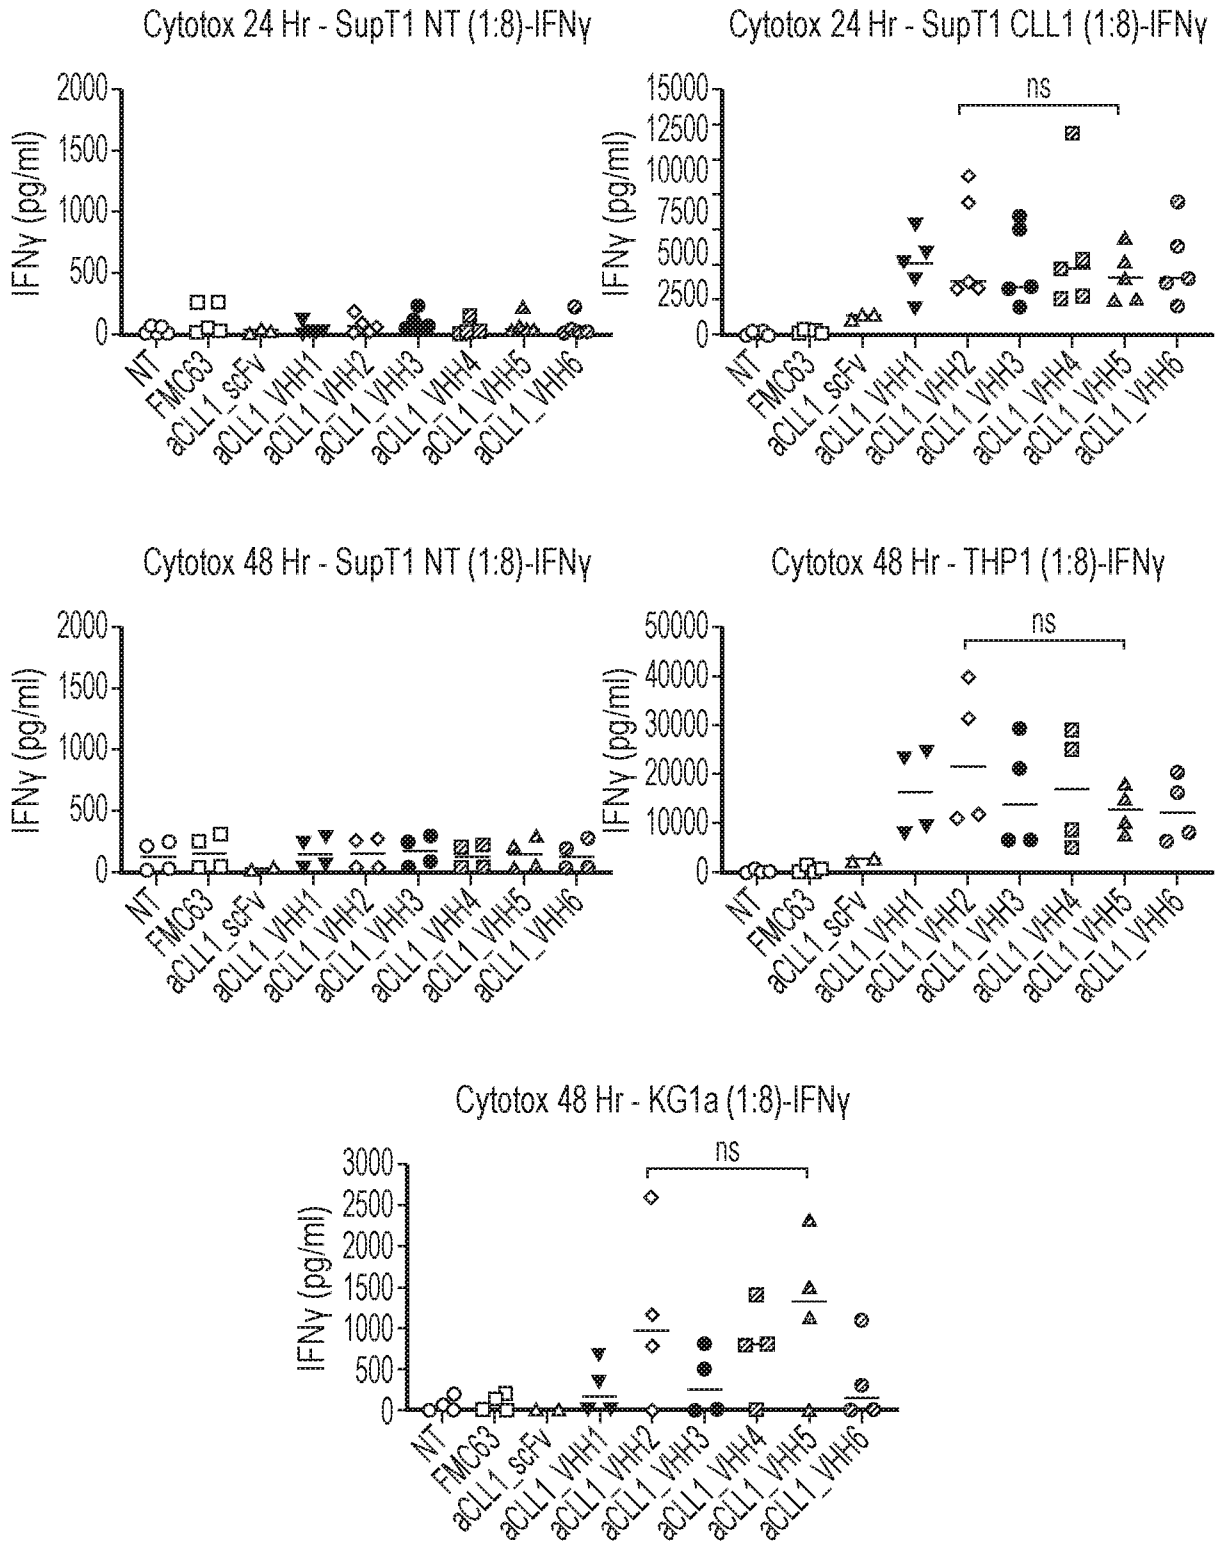 Cytotox 24 Hr - SupT1 NT (1:8)-IFNγ
IFNγ (pg/ml)
2000
1500
1000
500
0
NT
FMC63
aCLL1_scFv
aCLL1_VHH1
aCLL1_VHH2
aCLL1_VHH3
aCLL1_VHH4
aCLL1_VHH5
aCLL1_VHH6
Cytotox 24 Hr - SupT1 CLL1 (1:8)-IFNγ
IFNγ (pg/ml)
15000
12500
10000
7500
5000
2500
0
ns
NT
FMC63
aCLL1_scFv
aCLL1_VHH1
aCLL1_VHH2
aCLL1_VHH3
aCLL1_VHH4
aCLL1_VHH5
aCLL1_VHH6
Cytotox 48 Hr - SupT1 NT (1:8)-IFNγ
IFNγ (pg/ml)
2000
1500
1000
500
0
NT
FMC63
aCLL1_scFv
aCLL1_VHH1
aCLL1_VHH2
aCLL1_VHH3
aCLL1_VHH4
aCLL1_VHH5
aCLL1_VHH6
Cytotox 48 Hr - THP1 (1:8)-IFNγ
IFNγ (pg/ml)
50000
40000
30000
20000
10000
0
ns
NT
FMC63
aCLL1_scFv
aCLL1_VHH1
aCLL1_VHH2
aCLL1_VHH3
aCLL1_VHH4
aCLL1_VHH5
aCLL1_VHH6
Cytotox 48 Hr - KG1a (1:8)-IFNγ
IFNγ (pg/ml)
3000
2500
2000
1500
1000
500
0
ns
NT
FMC63
aCLL1_scFv
aCLL1_VHH1
aCLL1_VHH2
aCLL1_VHH3
aCLL1_VHH4
aCLL1_VHH5
aCLL1_VHH6